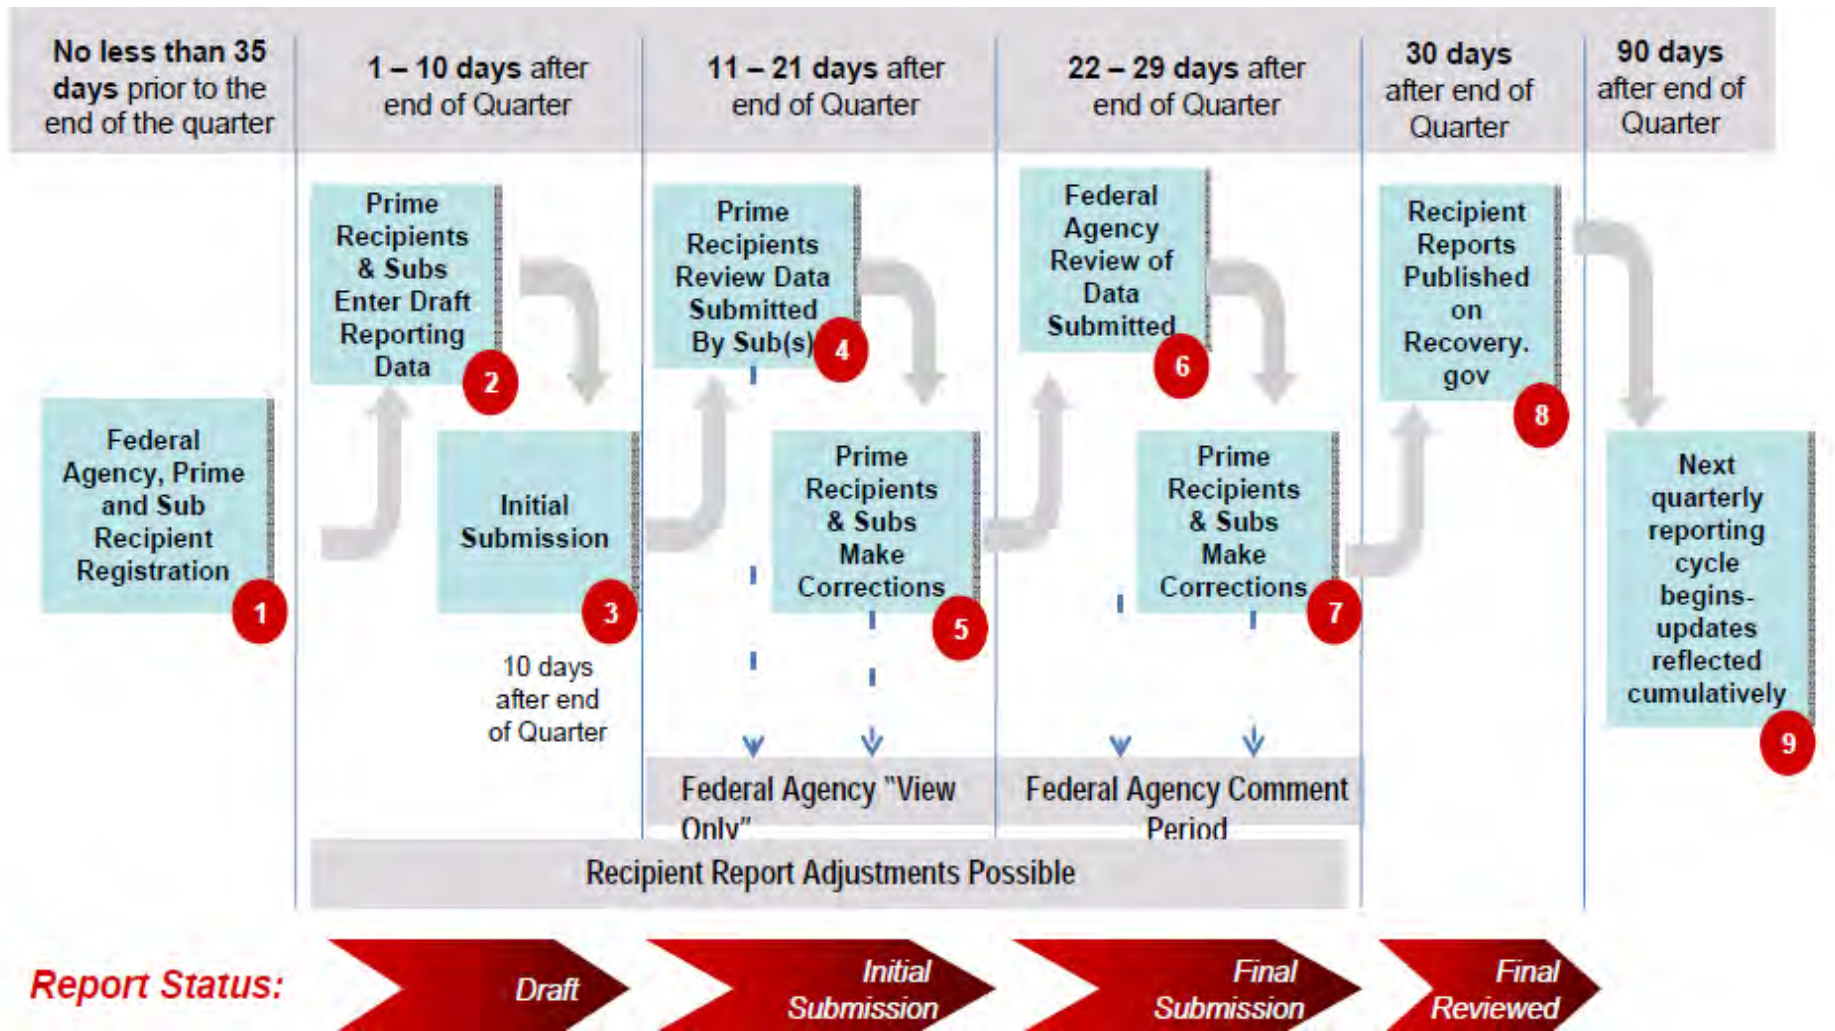 No less than 35
days prior to the
end of the quarter
1 – 10 days after
end of Quarter
11 – 21 days after
end of Quarter
22 – 29 days after
end of Quarter
30 days
after end of
Quarter
90 days
after end of
Quarter
Federal
Agency, Prime
and Sub
Recipient
Registration
1
Prime
Recipients
& Subs
Enter Draft
Reporting
Data
2
Initial
Submission
3
10 days
after end
of Quarter
Prime
Recipients
Review Data
Submitted
By Sub(s)
4
Prime
Recipients
& Subs
Make
Corrections
5
Federal
Agency
Review of
Data
Submitted
6
Prime
Recipients
& Subs
Make
Corrections
7
Recipient
Reports
Published
on
Recovery.
gov
8
Next
quarterly
reporting
cycle
begins-
updates
reflected
cumulatively
9
Federal Agency "View
Only"
Federal Agency Comment
Period
Recipient Report Adjustments Possible
Report Status:
Draft
Initial
Submission
Final
Submission
Final
Reviewed